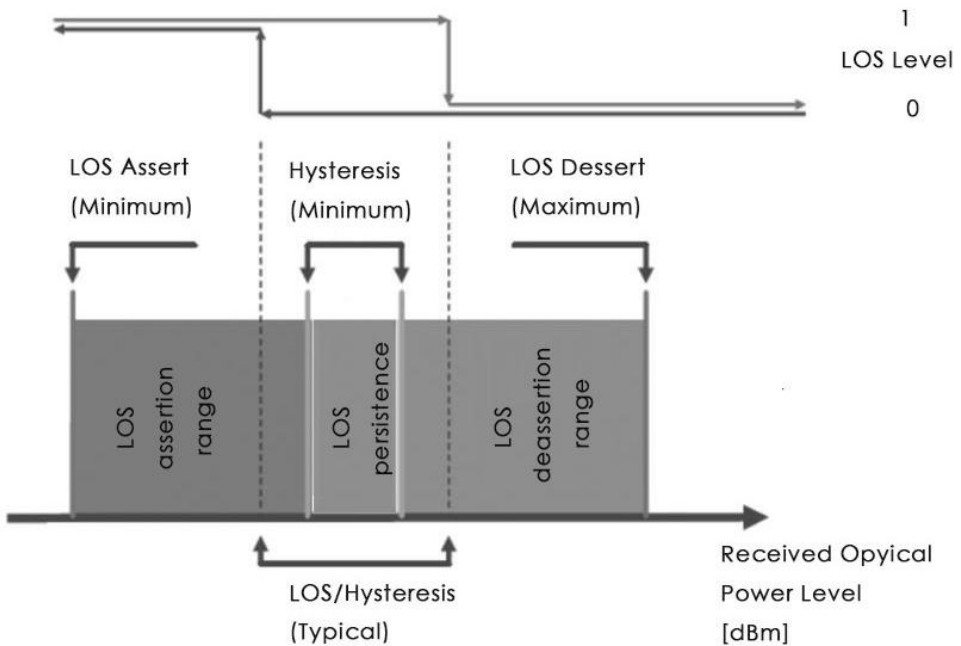 1
LOS Level
0
LOS Assert
(Minimum)
Hysteresis
(Minimum)
LOS Dessert
(Maximum)
LOS
assertion
range
LOS
persistence
LOS
deassertion
range
LOS/Hysteresis
(Typical)
Received Opyical
Power Level
[dBm]